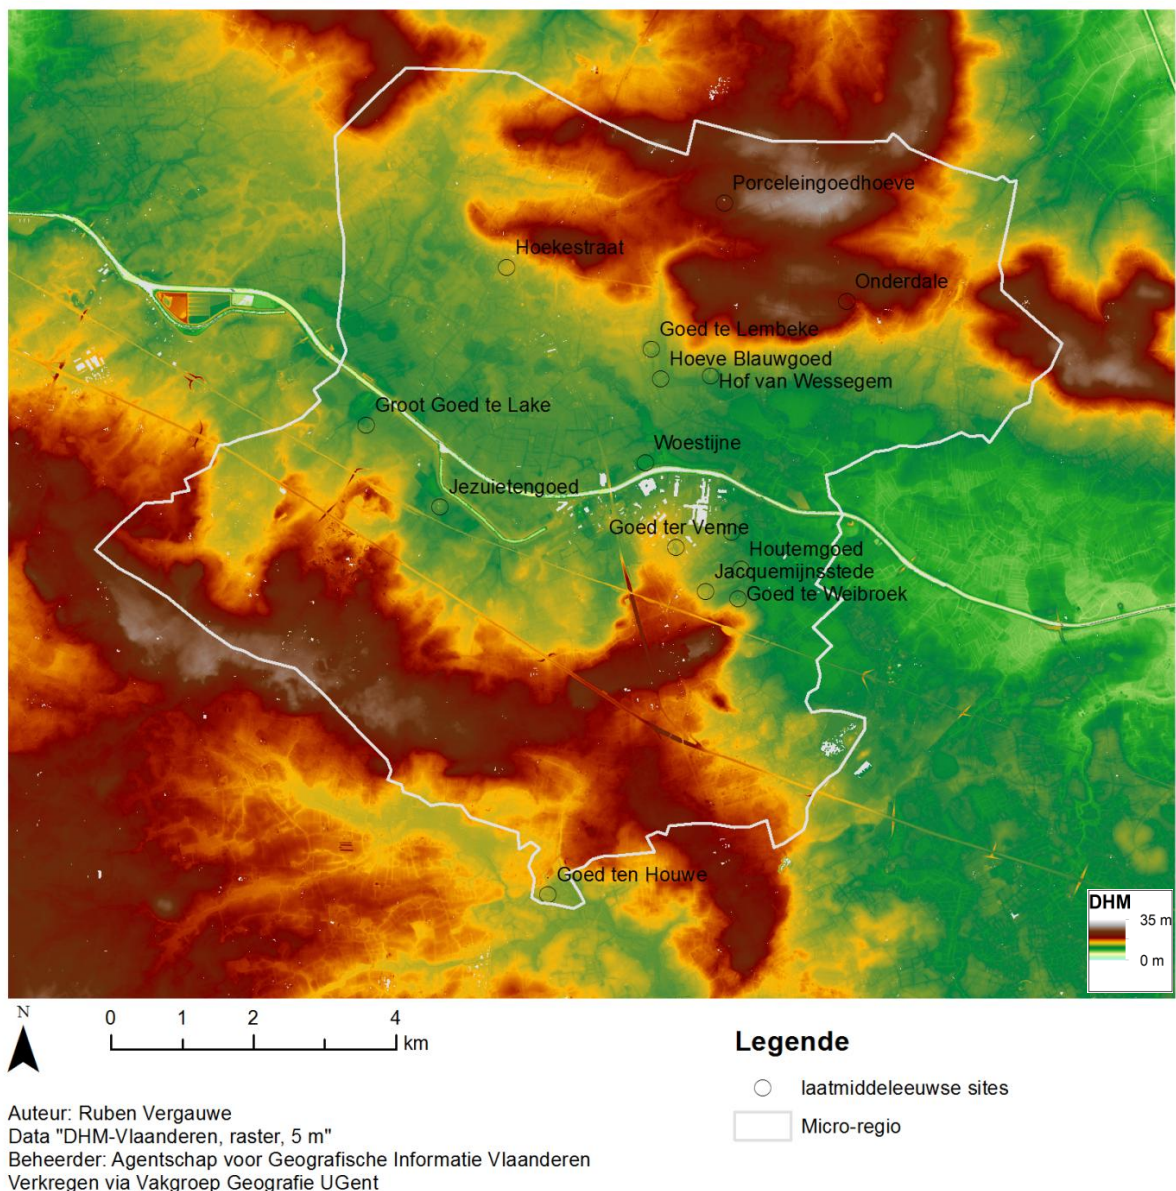 Porceleingoedhoeve
Hoekestraat
Onderdale
Goed te Lembeke
Hoeve Blauwgoed
Hof van Wessegem
Groot Goed te Lake
Woestijne
Jezuietengoed
Goed ter Venne
Houtemgoed
Jacquemijnsstede
Goed te Weibroek
Goed ten Houwe
DHM
35 m
0 m
N
0 1 2 4
km
Legende
laatmiddeleeuwse sites
Micro-regio
Auteur: Ruben Vergauwe
Data "DHM-Vlaanderen, raster, 5 m"
Beheerder: Agentschap voor Geografische Informatie Vlaanderen
Verkregen via Vakgroep Geografie UGent